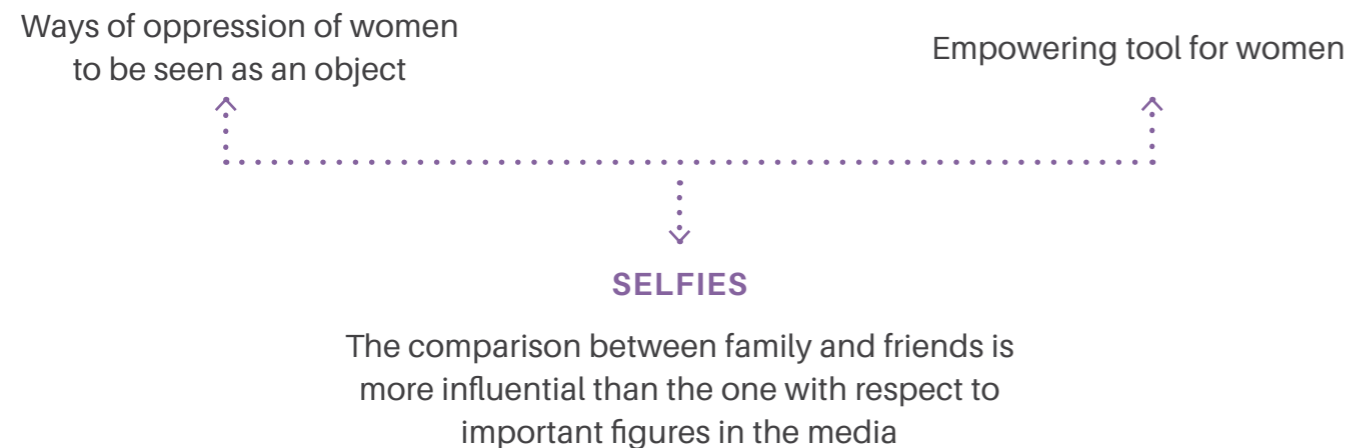 Ways of oppression of women
to be seen as an object
Empowering tool for women
SELFIES
The comparison between family and friends is
more influential than the one with respect to
important figures in the media